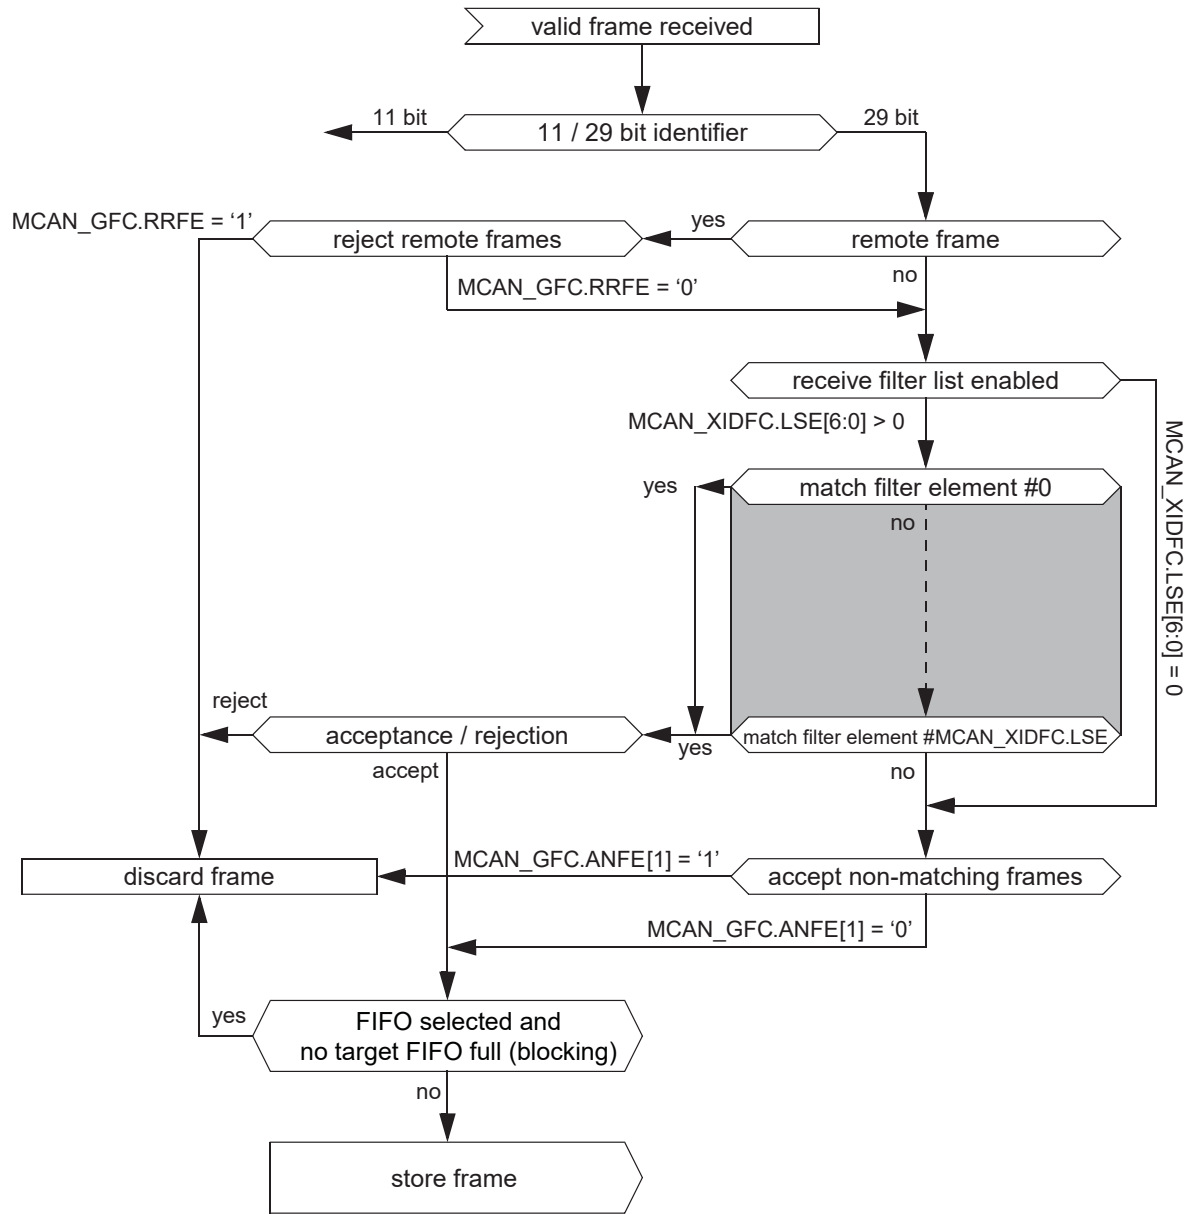 valid frame received
11 bit
11 / 29 bit identifier
29 bit
MCAN_GFC.RRFE = ‘1’
reject remote frames
yes
remote frame
no
MCAN_GFC.RRFE = ‘0’
receive filter list enabled
MCAN_XIDFC.LSE[6:0] > 0
MCAN_XIDFC.LSE[6:0] = 0
yes
match filter element #0
no
reject
acceptance / rejection
yes
match filter element #MCAN_XIDFC.LSE
accept
no
discard frame
MCAN_GFC.ANFE[1] = ‘1’
accept non-matching frames
MCAN_GFC.ANFE[1] = ‘0’
yes
FIFO selected and
no target FIFO full (blocking)
no
store frame